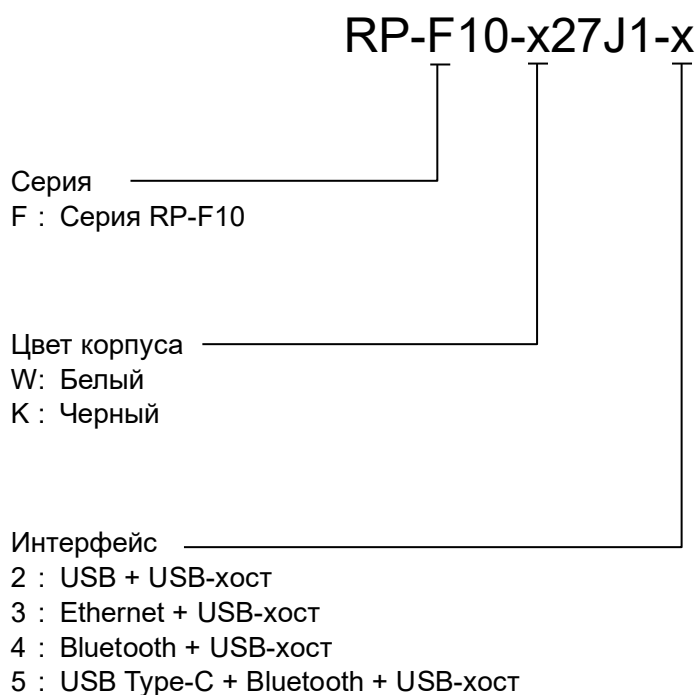 RP-F10-x27J1-x
Серия
F : Серия RP-F10
Цвет корпуса
W: Белый
K : Черный
Интерфейс
2 : USB + USB-хост
3 : Ethernet + USB-хост
4 : Bluetooth + USB-хост
5 : USB Type-C + Bluetooth + USB-хост